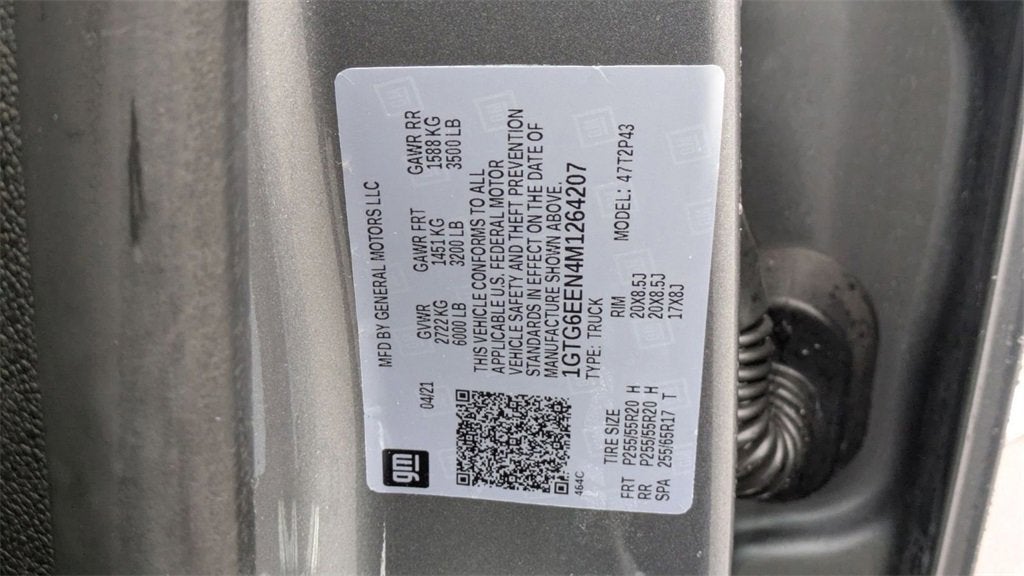 gm
04/21 MFD BY GENERAL MOTORS LLC
GVWR GAWR FRT GAWR RR
2722 KG 1451 KG 1588 KG
6000 LB 3200 LB 3500 LB
THIS VEHICLE CONFORMS TO ALL
APPLICABLE U.S. FEDERAL MOTOR
VEHICLE SAFETY AND THEFT PREVENTION
STANDARDS IN EFFECT ON THE DATE OF
MANUFACTURE SHOWN ABOVE.
1GTG6EEN4M1264207
464C TYPE: TRUCK
TIRE SIZE RIM MODEL: 47T2P43
FRT P255/55R20 H 20X8.5J
RR P255/55R20 H 20X8.5J
SPA 255/65R17 T 17X8J